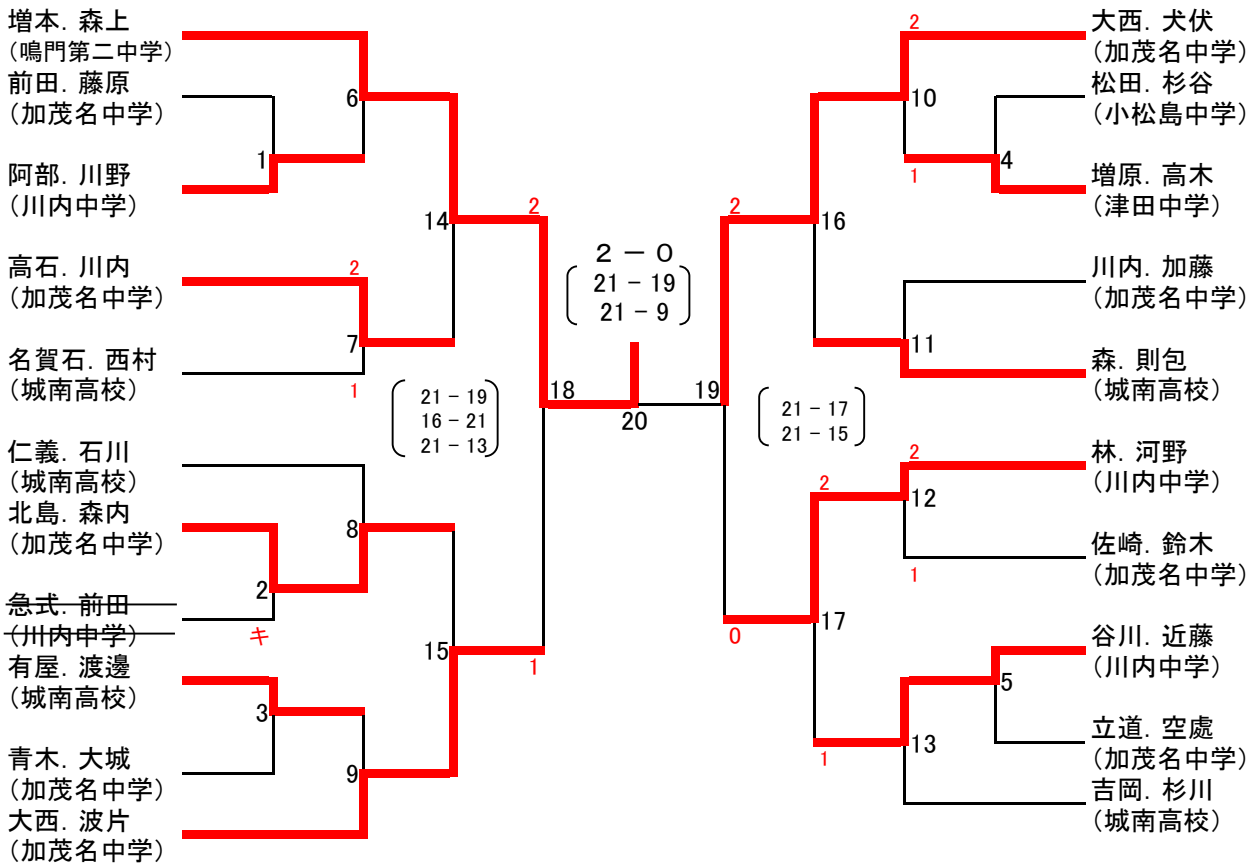 増本. 森上
(鳴門第二中学)
前田. 藤原
(加茂名中学)
阿部. 川野
(川内中学)
高石. 川内
(加茂名中学)
名賀石. 西村
(城南高校)
仁義. 石川
(城南高校)
北島. 森内
(加茂名中学)
急式. 前田
(川内中学)
有屋. 渡邊
(城南高校)
青木. 大城
(加茂名中学)
大西. 波片
(加茂名中学)
1
2
キ
3
6
2
7
1
8
9
14
15
2
18
1
21 - 19
16 - 21
21 - 13
2 - 0
21 - 19
21 - 9
20
2
19
0
21 - 17
21 - 15
16
2
17
1
2
10
1
11
2
12
1
13
4
5
大西. 犬伏
(加茂名中学)
松田. 杉谷
(小松島中学)
増原. 高木
(津田中学)
川内. 加藤
(加茂名中学)
森. 則包
(城南高校)
林. 河野
(川内中学)
佐崎. 鈴木
(加茂名中学)
谷川. 近藤
(川内中学)
立道. 空處
(加茂名中学)
吉岡. 杉川
(城南高校)